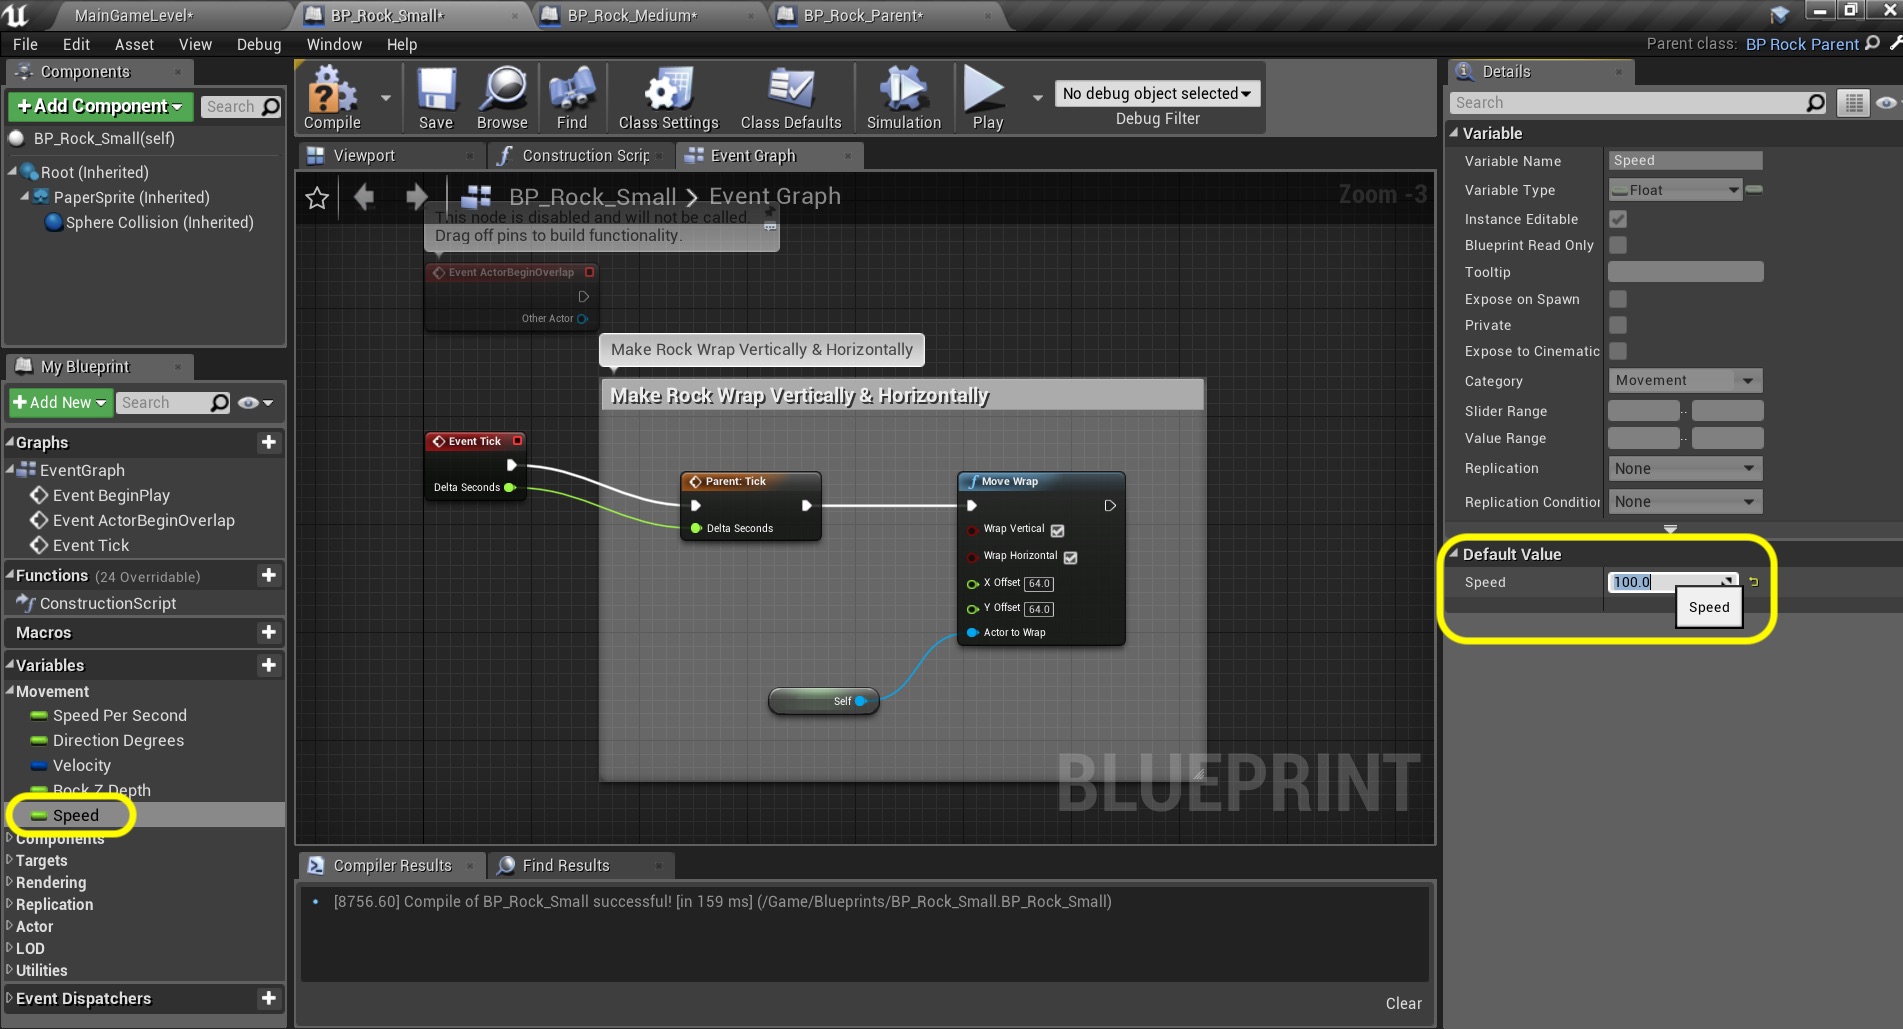 MainGameLevel*
BP_Rock_Small*
BP_Rock_Medium*
BP_Rock_Parent*
File Edit Asset View Debug Window Help
Parent class: BP Rock Parent
Components
+Add Component
Search
BP_Rock_Small(self)
Root (Inherited)
PaperSprite (Inherited)
Sphere Collision (Inherited)
My Blueprint
+Add New
Search
Graphs
EventGraph
Event BeginPlay
Event ActorBeginOverlap
Event Tick
Functions (24 Overridable)
ConstructionScript
Macros
Variables
Movement
Speed Per Second
Direction Degrees
Velocity
Rock Z Depth
Speed
Components
Targets
Rendering
Replication
Actor
LOD
Utilities
Event Dispatchers
Compile
Save
Browse
Find
Class Settings
Class Defaults
Simulation
Play
No debug object selected
Debug Filter
Viewport
Construction Scrip
Event Graph
BP_Rock_Small > Event Graph
Zoom -3
This node is disabled and will not be called.
Drag off pins to build functionality.
Event ActorBeginOverlap
Other Actor
Make Rock Wrap Vertically & Horizontally
Make Rock Wrap Vertically & Horizontally
Event Tick
Delta Seconds
Parent: Tick
Delta Seconds
Move Wrap
Wrap Vertical
Wrap Horizontal
X Offset 64.0
Y Offset 64.0
Actor to Wrap
Self
BLUEPRINT
Compiler Results
Find Results
[8756.60] Compile of BP_Rock_Small successful! [in 159 ms] (/Game/Blueprints/BP_Rock_Small.BP_Rock_Small)
Clear
Details
Search
Variable
Variable Name Speed
Variable Type Float
Instance Editable
Blueprint Read Only
Tooltip
Expose on Spawn
Private
Expose to Cinematic
Category Movement
Slider Range ..
Value Range ..
Replication None
Replication Conditior None
Default Value
Speed 100.0
Speed